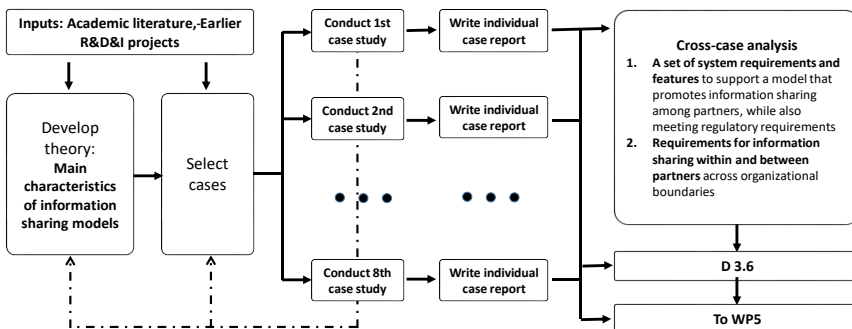 Inputs: Academic literature, Earlier
R&D&I projects
Develop
theory:
Main
characteristics
of information
sharing models
Select
cases
Conduct 1st
case study
Write individual
case report
Conduct 2nd
case study
Write individual
case report
Conduct 8th
case study
Write individual
case report
Cross-case analysis
1. A set of system requirements and
features to support a model that
promotes information sharing
among partners, while also
meeting regulatory requirements
2. Requirements for information
sharing within and between
partners across organizational
boundaries
D 3.6
To WP5